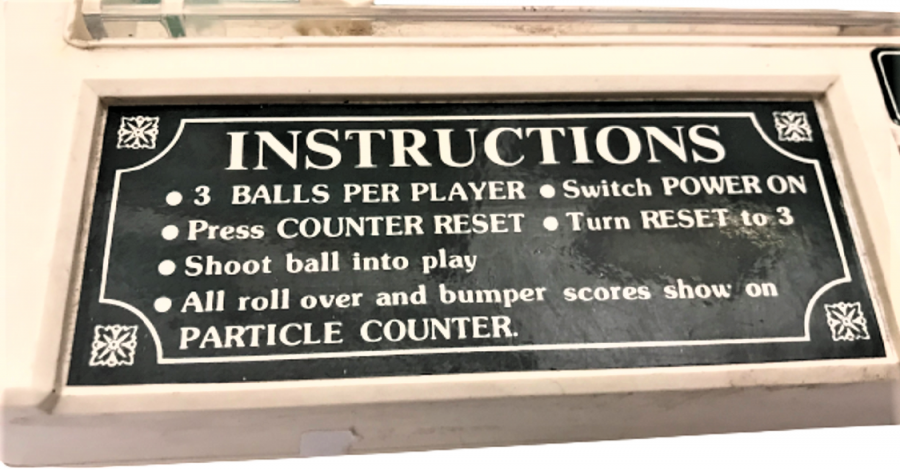 INSTRUCTIONS
● 3 BALLS PER PLAYER ● Switch POWER ON
● Press COUNTER RESET ● Turn RESET to 3
● Shoot ball into play
● All roll over and bumper scores show on
PARTICLE COUNTER.